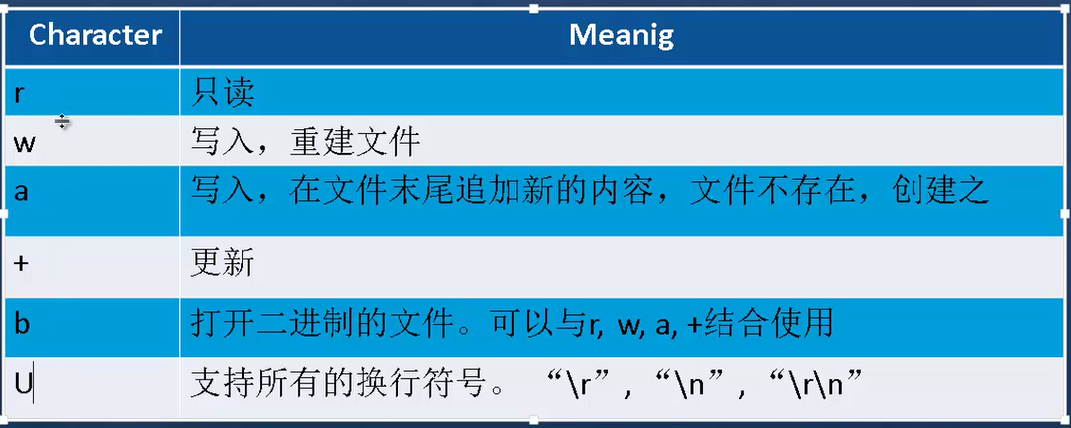 Character Meanig
r 只读
w 写入，重建文件
a 写入，在文件末尾追加新的内容，文件不存在，创建之
+ 更新
b 打开二进制的文件。可以与r, w, a, +结合使用
U 支持所有的换行符号。“\r”, “\n”, “\r\n”